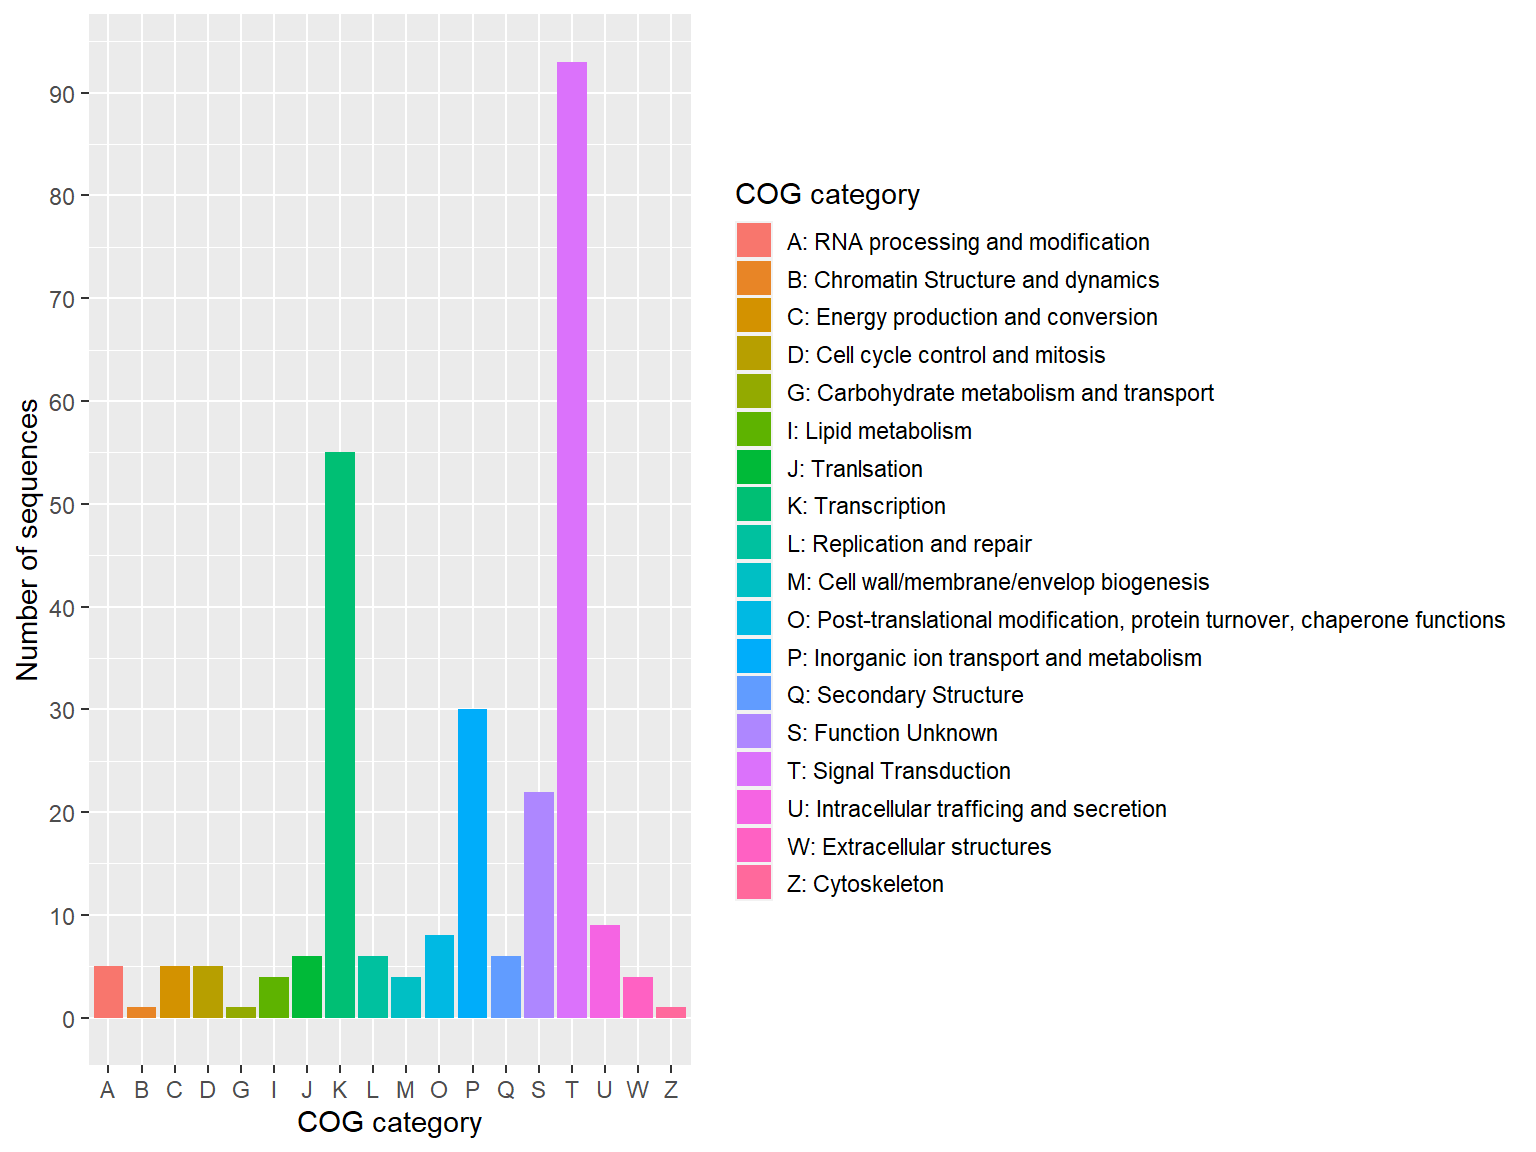 90
80
70
60
50
40
30
20
10
0
Number of sequences
A B C D G I J K L M O P Q S T U W Z
COG category
COG category
A: RNA processing and modification
B: Chromatin Structure and dynamics
C: Energy production and conversion
D: Cell cycle control and mitosis
G: Carbohydrate metabolism and transport
I: Lipid metabolism
J: Tranlsation
K: Transcription
L: Replication and repair
M: Cell wall/membrane/envelop biogenesis
O: Post-translational modification, protein turnover, chaperone functions
P: Inorganic ion transport and metabolism
Q: Secondary Structure
S: Function Unknown
T: Signal Transduction
U: Intracellular trafficing and secretion
W: Extracellular structures
Z: Cytoskeleton